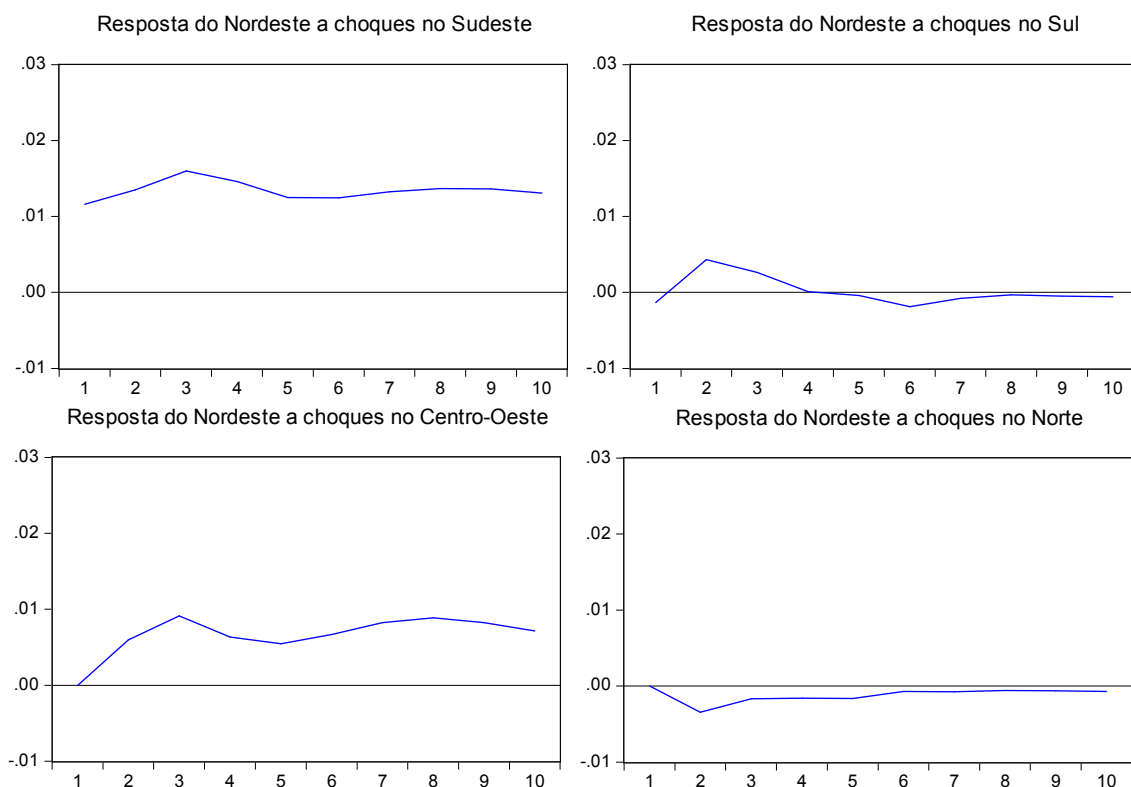 Resposta do Nordeste a choques no Sudeste
.03
.02
.01
.00
-.01
1 2 3 4 5 6 7 8 9 10
Resposta do Nordeste a choques no Sul
.03
.02
.01
.00
-.01
1 2 3 4 5 6 7 8 9 10
Resposta do Nordeste a choques no Centro-Oeste
.03
.02
.01
.00
-.01
1 2 3 4 5 6 7 8 9 10
Resposta do Nordeste a choques no Norte
.03
.02
.01
.00
-.01
1 2 3 4 5 6 7 8 9 10